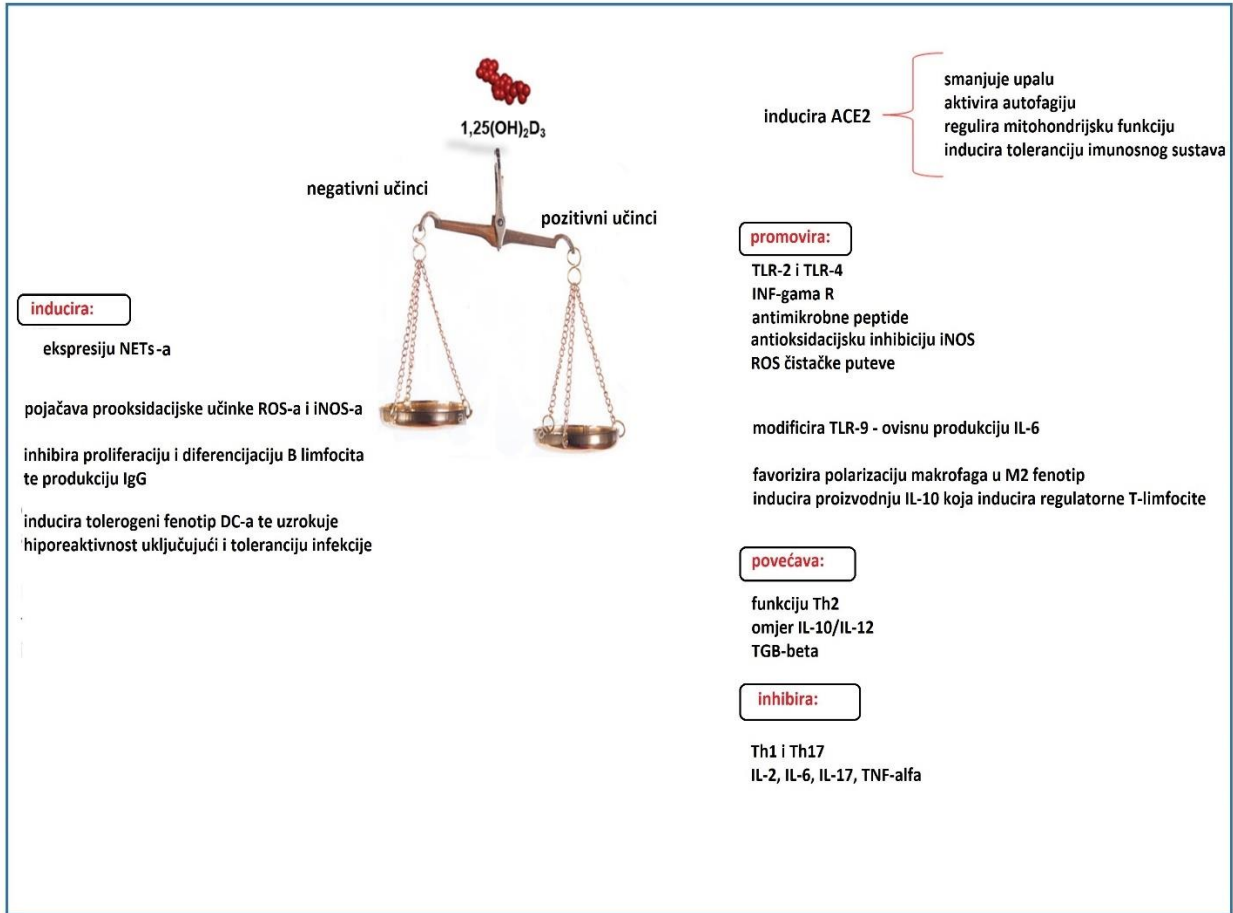 1,25(OH)₂D₃
negativni učinci
pozitivni učinci
inducira:
ekspresiju NETs-a
pojačava prooksidacijske učinke ROS-a i iNOS-a
inhibira proliferaciju i diferencijaciju B limfocita
te produkciju IgG
inducira tolerogeni fenotip DC-a te uzrokuje
hiporeaktivnost uključujući i toleranciju infekcije
inducira ACE2
smanjuje upalu
aktivira autofagiju
regulira mitohondrijsku funkciju
inducira toleranciju imunosnog sustava
promovira:
TLR-2 i TLR-4
INF-gama R
antimikrobne peptide
antioksidacijsku inhibiciju iNOS
ROS čistačke puteve
modificira TLR-9 - ovisnu produkciju IL-6
favorizira polarizaciju makrofaga u M2 fenotip
inducira proizvodnju IL-10 koja inducira regulatorne T-limfocite
povećava:
funkciju Th2
omjer IL-10/IL-12
TGB-beta
inhibira:
Th1 i Th17
IL-2, IL-6, IL-17, TNF-alfa